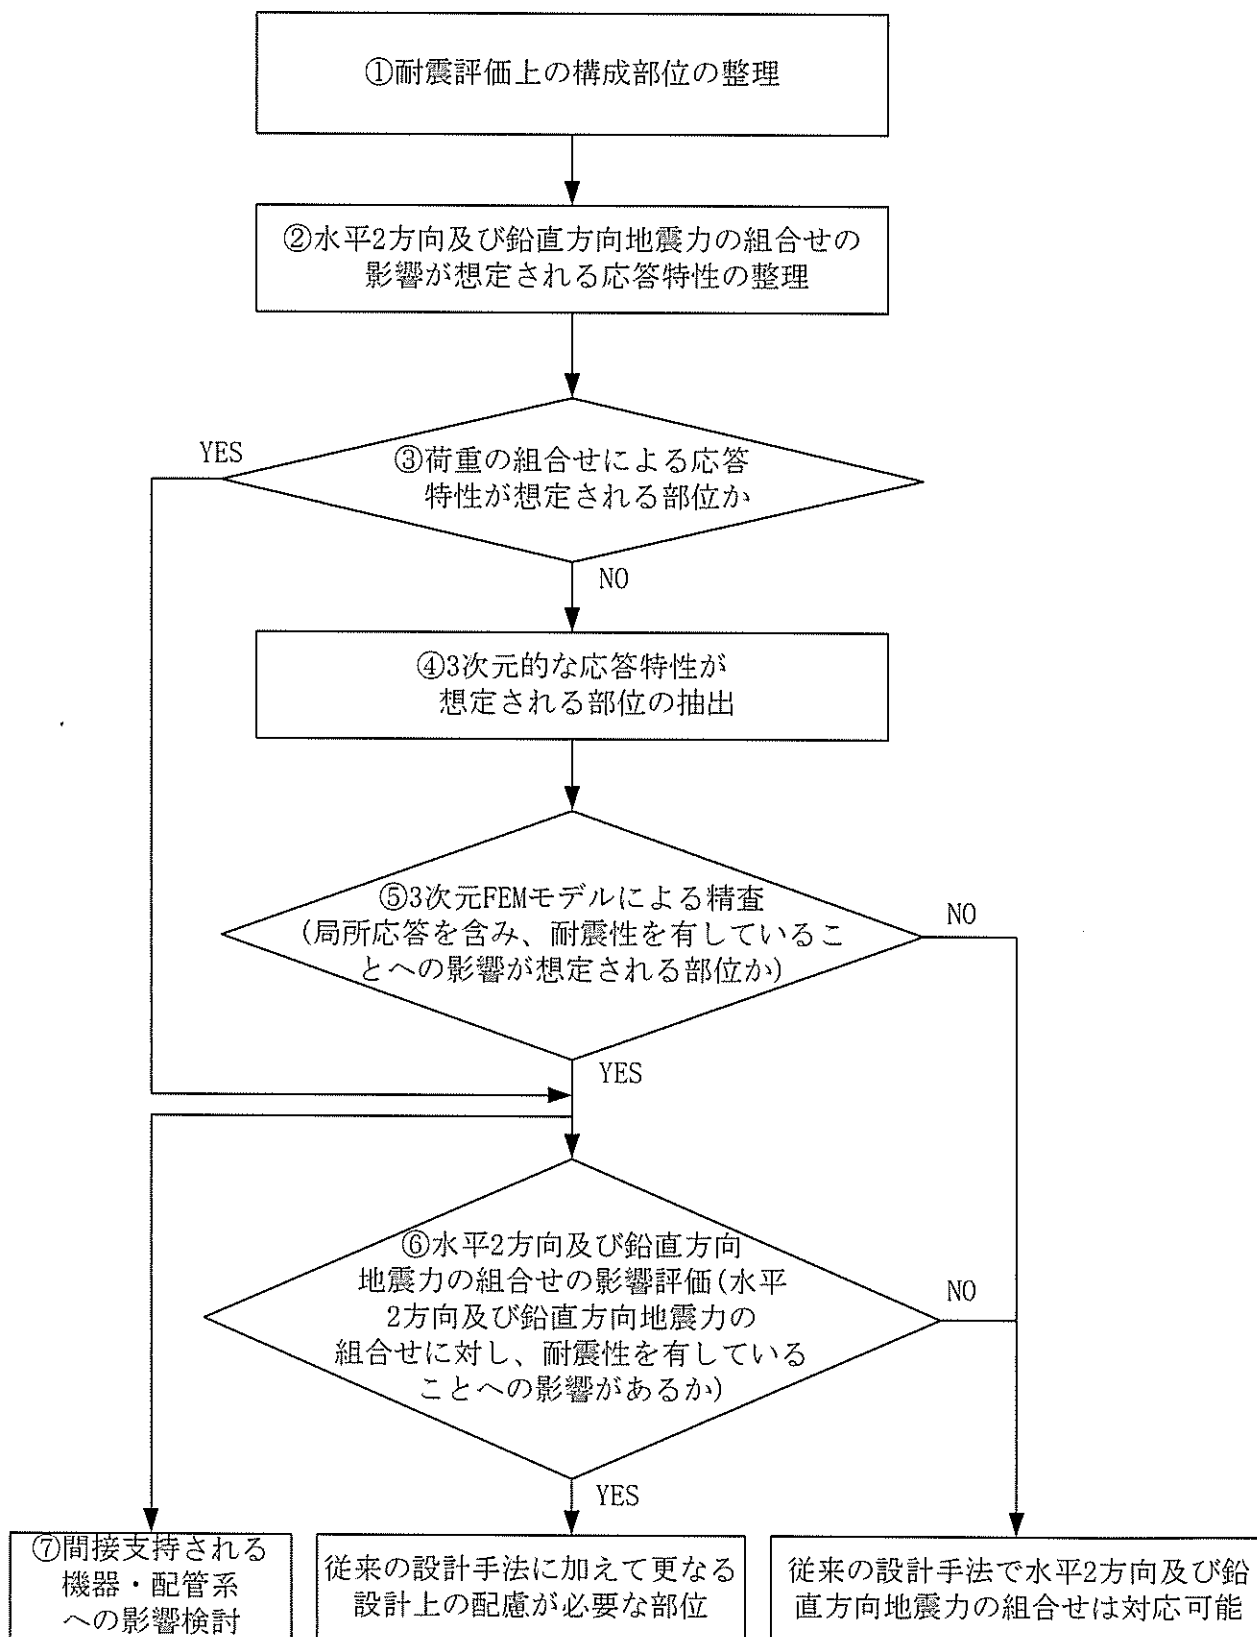 ①耐震評価上の構成部位の整理
②水平2方向及び鉛直方向地震力の組合せの
影響が想定される応答特性の整理
YES
③荷重の組合せによる応答
特性が想定される部位か
NO
④3次元的な応答特性が
想定される部位の抽出
⑤3次元FEMモデルによる精査
(局所応答を含み、耐震性を有しているこ
とへの影響が想定される部位か)
NO
YES
⑥水平2方向及び鉛直方向
地震力の組合せの影響評価(水平
2方向及び鉛直方向地震力の
組合せに対し、耐震性を有している
ことへの影響があるか)
NO
YES
⑦間接支持される
機器・配管系
への影響検討
従来の設計手法に加えて更なる
設計上の配慮が必要な部位
従来の設計手法で水平2方向及び鉛
直方向地震力の組合せは対応可能